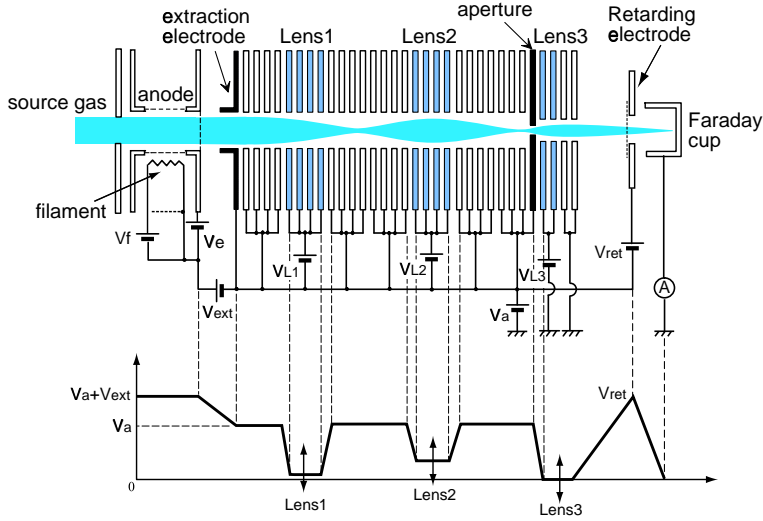 extraction
electrode
Lens1
Lens2
aperture
Lens3
Retarding
electrode
source gas
anode
Faraday
cup
filament
Vf
Ve
VL1
VL2
VL3
Vret
Vext
Va
A
Va+Vext
Va
Vret
0
Lens1
Lens2
Lens3